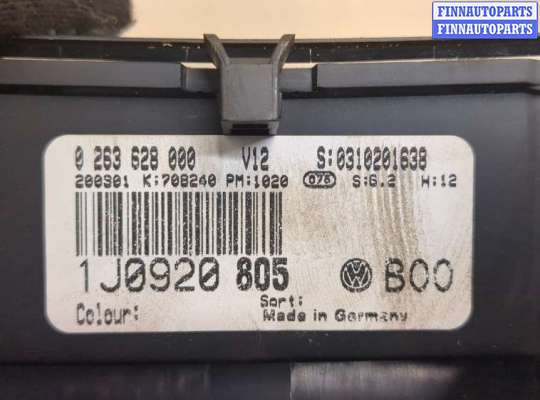 FINNAUTOPARTS
FINNAUTOPARTS
0 263 628 000 V12 S:0310201638
200901 K:708240 PM:1020 076 S:6.2 H:12
1J0920 805 B00
Sort:
Colour: Made in Germany